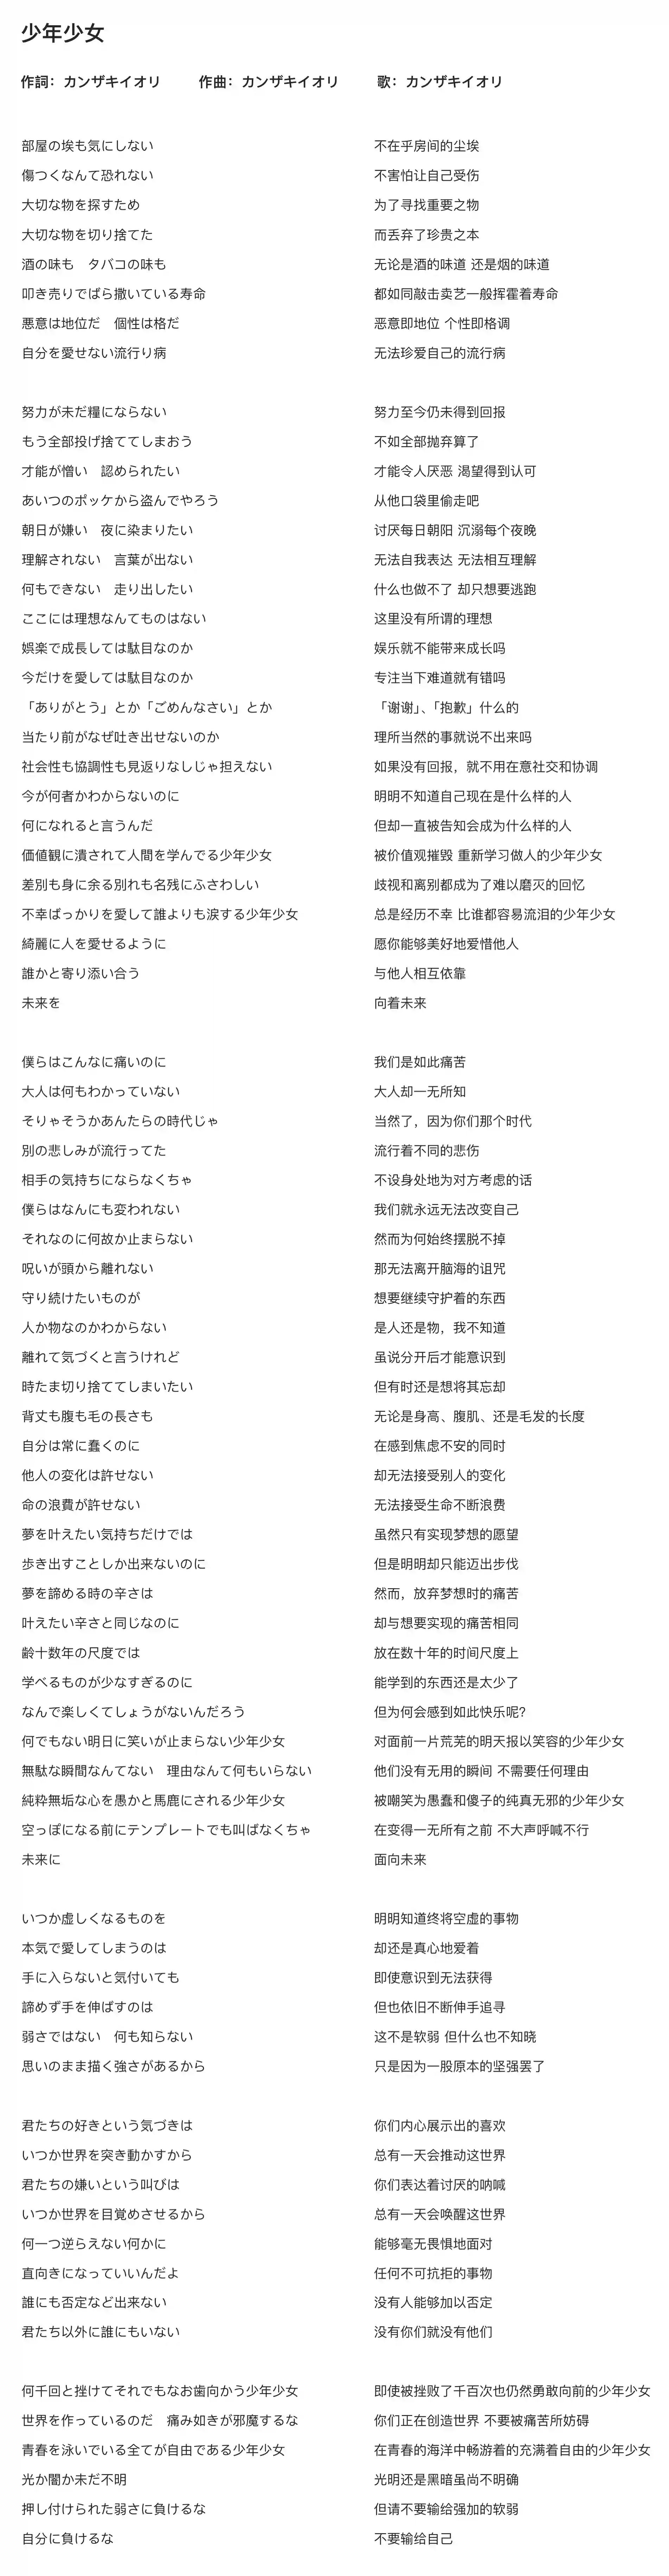 少年少女
作詞：カンザキイオリ　　作曲：カンザキイオリ　　歌：カンザキイオリ
部屋の埃も気にしない　　不在乎房间的尘埃
傷つくなんて恐れない　　不害怕让自己受伤
大切な物を探すため　　为了寻找重要之物
大切な物を切り捨てた　　而丢弃了珍贵之本
酒の味も　タバコの味も　　无论是酒的味道 还是烟的味道
叩き売りでばら撒いている寿命　　都如同敲击卖艺一般挥霍着寿命
悪意は地位だ　個性は格だ　　恶意即地位 个性即格调
自分を愛せない流行り病　　无法珍爱自己的流行病
努力が未だ糧にならない　　努力至今仍未得到回报
もう全部投げ捨ててしまおう　　不如全部抛弃算了
才能が憎い　認められたい　　才能令人厌恶 渴望得到认可
あいつのポッケから盗んでやろう　　从他口袋里偷走吧
朝日が嫌い　夜に染まりたい　　讨厌每日朝阳 沉溺每个夜晚
理解されない　言葉が出ない　　无法自我表达 无法相互理解
何もできない　走り出したい　　什么也做不了 却只想要逃跑
ここには理想なんてものはない　　这里没有所谓的理想
娯楽で成長しては駄目なのか　　娱乐就不能带来成长吗
今だけを愛しては駄目なのか　　专注当下难道就有错吗
「ありがとう」とか「ごめんなさい」とか　　「谢谢」、「抱歉」什么的
当たり前がなぜ吐き出せないのか　　理所当然的事就说不出来吗
社会性も協調性も見返りなしじゃ担えない　　如果没有回报，就不用在意社交和协调
今が何者かわからないのに　　明明不知道自己现在是什么样的人
何になれると言うんだ　　但却一直被告知会成为什么样的人
価値観に潰されて人間を学んでる少年少女　　被价值观摧毁 重新学习做人的少年少女
差別も身に余る別れも名残にふさわしい　　歧视和离别都成为了难以磨灭的回忆
不幸ばっかりを愛して誰よりも涙する少年少女　　总是经历不幸 比谁都容易流泪的少年少女
綺麗に人を愛せるように　　愿你能够美好地爱惜他人
誰かと寄り添い合う　　与他人相互依靠
未来を　　向着未来
僕らはこんなに痛いのに　　我们是如此痛苦
大人は何もわかっていない　　大人却一无所知
そりゃそうかあんたらの時代じゃ　　当然了，因为你们那个时代
別の悲しみが流行ってた　　流行着不同的悲伤
相手の気持ちにならなくちゃ　　不设身处地为对方考虑的话
僕らはなんにも変われない　　我们就永远无法改变自己
それなのに何故か止まらない　　然而为何始终摆脱不掉
呪いが頭から離れない　　那无法离开脑海的诅咒
守り続けたいものが　　想要继续守护着的东西
人か物なのかわからない　　是人还是物，我不知道
離れて気づくと言うけれど　　虽说分开后才能意识到
時たま切り捨ててしまいたい　　但有时还是想将其忘却
背丈も腹も毛の長さも　　无论是身高、腹肌、还是毛发的长度
自分は常に蠢くのに　　在感到焦虑不安的同时
他人の変化は許せない　　却无法接受别人的变化
命の浪費が許せない　　无法接受生命不断浪费
夢を叶えたい気持ちだけでは　　虽然只有实现梦想的愿望
歩き出すことしか出来ないのに　　但是明明却只能迈出步伐
夢を諦める時の辛さは　　然而，放弃梦想时的痛苦
叶えたい辛さと同じなのに　　却与想要实现的痛苦相同
齢十数年の尺度では　　放在数十年的时间尺度上
学べるものが少なすぎるのに　　能学到的东西还是太少了
なんで楽しくてしょうがないんだろう　　但为何会感到如此快乐呢?
何でもない明日に笑いが止まらない少年少女　　对面前一片荒芜的明天报以笑容的少年少女
無駄な瞬間なんてない　理由なんて何もいらない　　他们没有无用的瞬间 不需要任何理由
純粋無垢な心を愚かと馬鹿にされる少年少女　　被嘲笑为愚蠢和傻子的纯真无邪的少年少女
空っぽになる前にテンプレートでも叫ばなくちゃ　　在变得一无所有之前 不大声呼喊不行
未来に　　面向未来
いつか虚しくなるものを　　明明知道终将空虚的事物
本気で愛してしまうのは　　却还是真心地爱着
手に入らないと気付いても　　即使意识到无法获得
諦めず手を伸ばすのは　　但也依旧不断伸手追寻
弱さではない　何も知らない　　这不是软弱 但什么也不知晓
思いのまま描く強さがあるから　　只是因为一股原本的坚强罢了
君たちの好きという気づきは　　你们内心展示出的喜欢
いつか世界を突き動かすから　　总有一天会推动这世界
君たちの嫌いという叫びは　　你们表达着讨厌的呐喊
いつか世界を目覚めさせるから　　总有一天会唤醒这世界
何一つ逆らえない何かに　　能够毫无畏惧地面对
直向きになっていいんだよ　　任何不可抗拒的事物
誰にも否定など出来ない　　没有人能够加以否定
君たち以外に誰にもいない　　没有你们就没有他们
何千回と挫けてそれでもなお歯向かう少年少女　　即使被挫败了千百次也仍然勇敢向前的少年少女
世界を作っているのだ　痛み如きが邪魔するな　　你们正在创造世界 不要被痛苦所妨碍
青春を泳いでいる全てが自由である少年少女　　在青春的海洋中畅游着的充满着自由的少年少女
光か闇か未だ不明　　光明还是黑暗虽尚不明确
押し付けられた弱さに負けるな　　但请不要输给强加的软弱
自分に負けるな　　不要输给自己